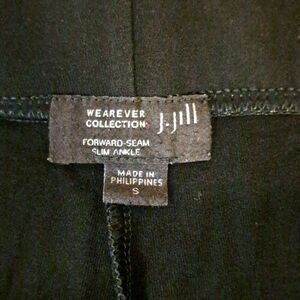 WEAREVER
COLLECTION
J.Jill
FORWARD-SEAM
SLIM ANKLE
MADE IN
PHILIPPINES
S